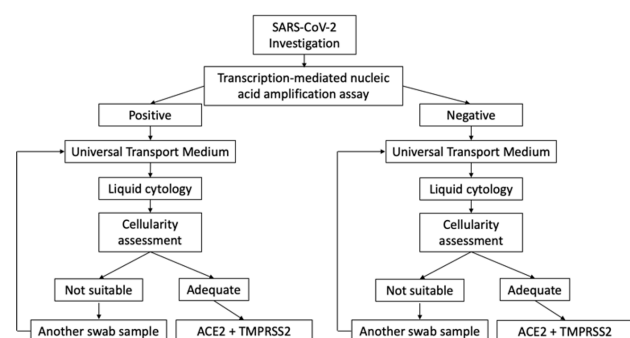 SARS-CoV-2
Investigation
Transcription-mediated nucleic
acid amplification assay
Positive
Negative
Universal Transport Medium
Universal Transport Medium
Liquid cytology
Liquid cytology
Cellularity
assessment
Cellularity
assessment
Not suitable
Adequate
Not suitable
Adequate
Another swab sample
ACE2 + TMPRSS2
Another swab sample
ACE2 + TMPRSS2